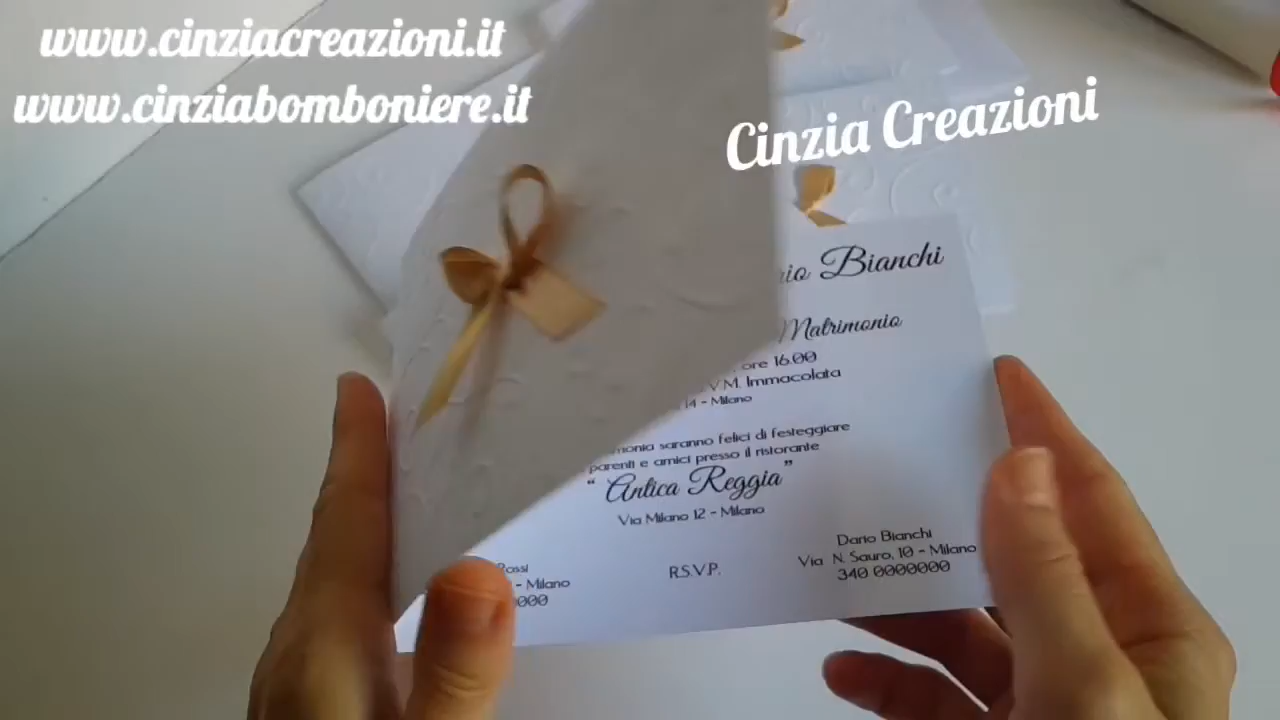 www.cinziacreazioni.it
www.cinziabomboniere.it
Cinzia Creazioni
Bianchi
Matrimonio
ore 16.00
V.M. Immacolata
14 - Milano
saranno felici di festeggiare
parenti e amici presso il ristorante
“Antica Reggia”
Via Milano 12 - Milano
Rossi
- Milano
R.S.V.P.
Dario Bianchi
Via N. Sauro, 10 - Milano
340 0000000